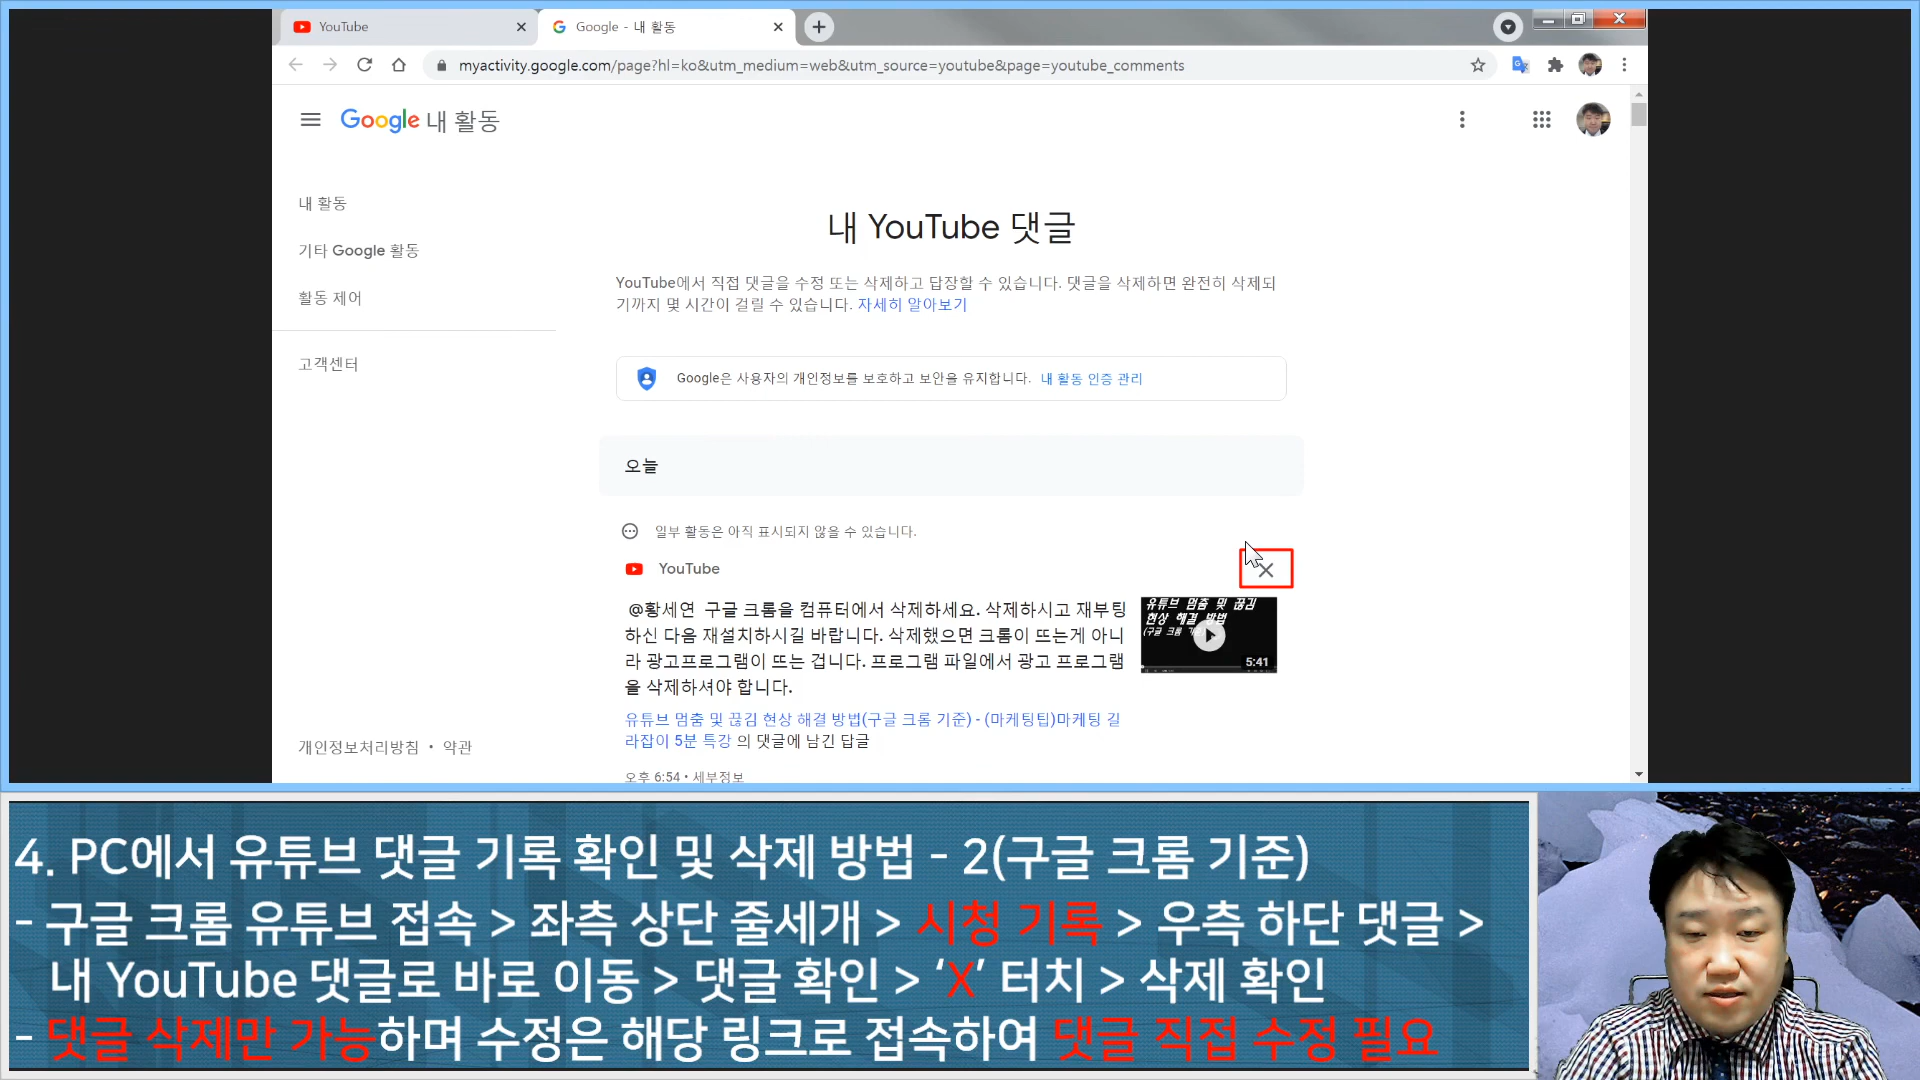 YouTube
Google - 내 활동
myactivity.google.com/page?hl=ko&utm_medium=web&utm_source=youtube&page=youtube_comments
Google 내 활동
내 활동
기타 Google 활동
활동 제어
고객센터
개인정보처리방침 • 약관
내 YouTube 댓글
YouTube에서 직접 댓글을 수정 또는 삭제하고 답장할 수 있습니다. 댓글을 삭제하면 완전히 삭제되
기까지 몇 시간이 걸릴 수 있습니다. 자세히 알아보기
Google은 사용자의 개인정보를 보호하고 보안을 유지합니다. 내 활동 인증 관리
오늘
일부 활동은 아직 표시되지 않을 수 있습니다.
YouTube
@황세연 구글 크롬을 컴퓨터에서 삭제하세요. 삭제하시고 재부팅
하신 다음 재설치하시길 바랍니다. 삭제했으면 크롬이 뜨는게 아니
라 광고프로그램이 뜨는 겁니다. 프로그램 파일에서 광고 프로그램
을 삭제하셔야 합니다.
유튜브 멈춤 및 끊김
현상 해결 방법
(구글 크롬 기
5:41
유튜브 멈춤 및 끊김 현상 해결 방법(구글 크롬 기준) - (마케팅팁)마케팅 길
라잡이 5분 특강 의 댓글에 남긴 답글
오후 6:54 • 세부정보
4. PC에서 유튜브 댓글 기록 확인 및 삭제 방법 - 2(구글 크롬 기준)
- 구글 크롬 유튜브 접속 > 좌측 상단 줄세개 > 시청 기록 > 우측 하단 댓글 >
내 YouTube 댓글로 바로 이동 > 댓글 확인 > ‘X’ 터치 > 삭제 확인
- 댓글 삭제만 가능하며 수정은 해당 링크로 접속하여 댓글 직접 수정 필요